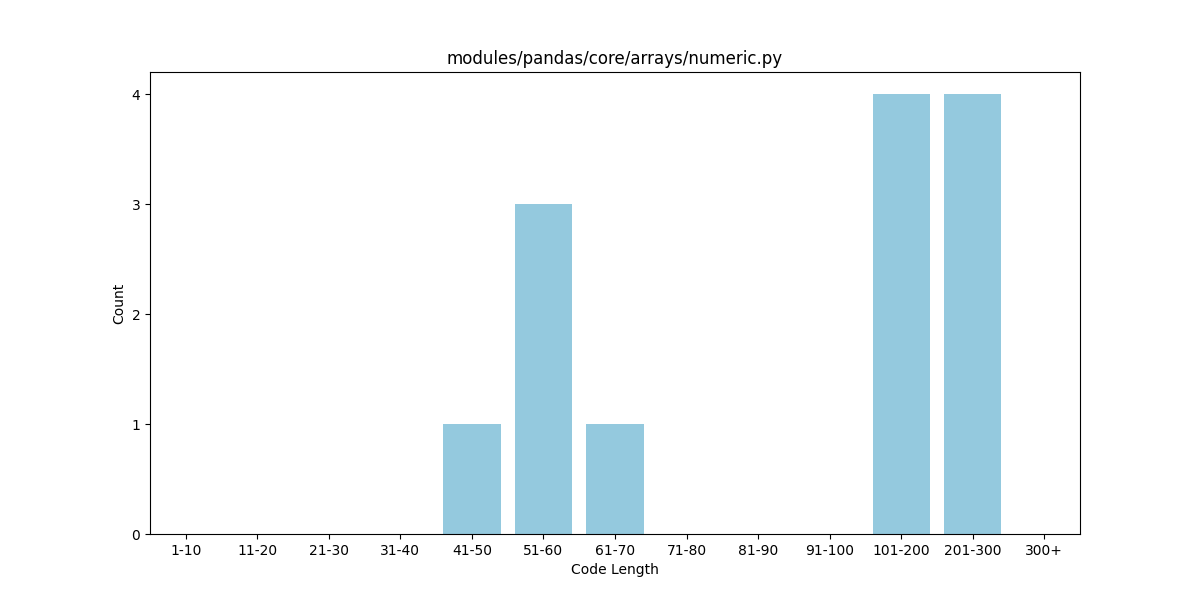 modules/pandas/core/arrays/numeric.py
Count
4
3
2
1
0
1-10 11-20 21-30 31-40 41-50 51-60 61-70 71-80 81-90 91-100 101-200 201-300 300+
Code Length